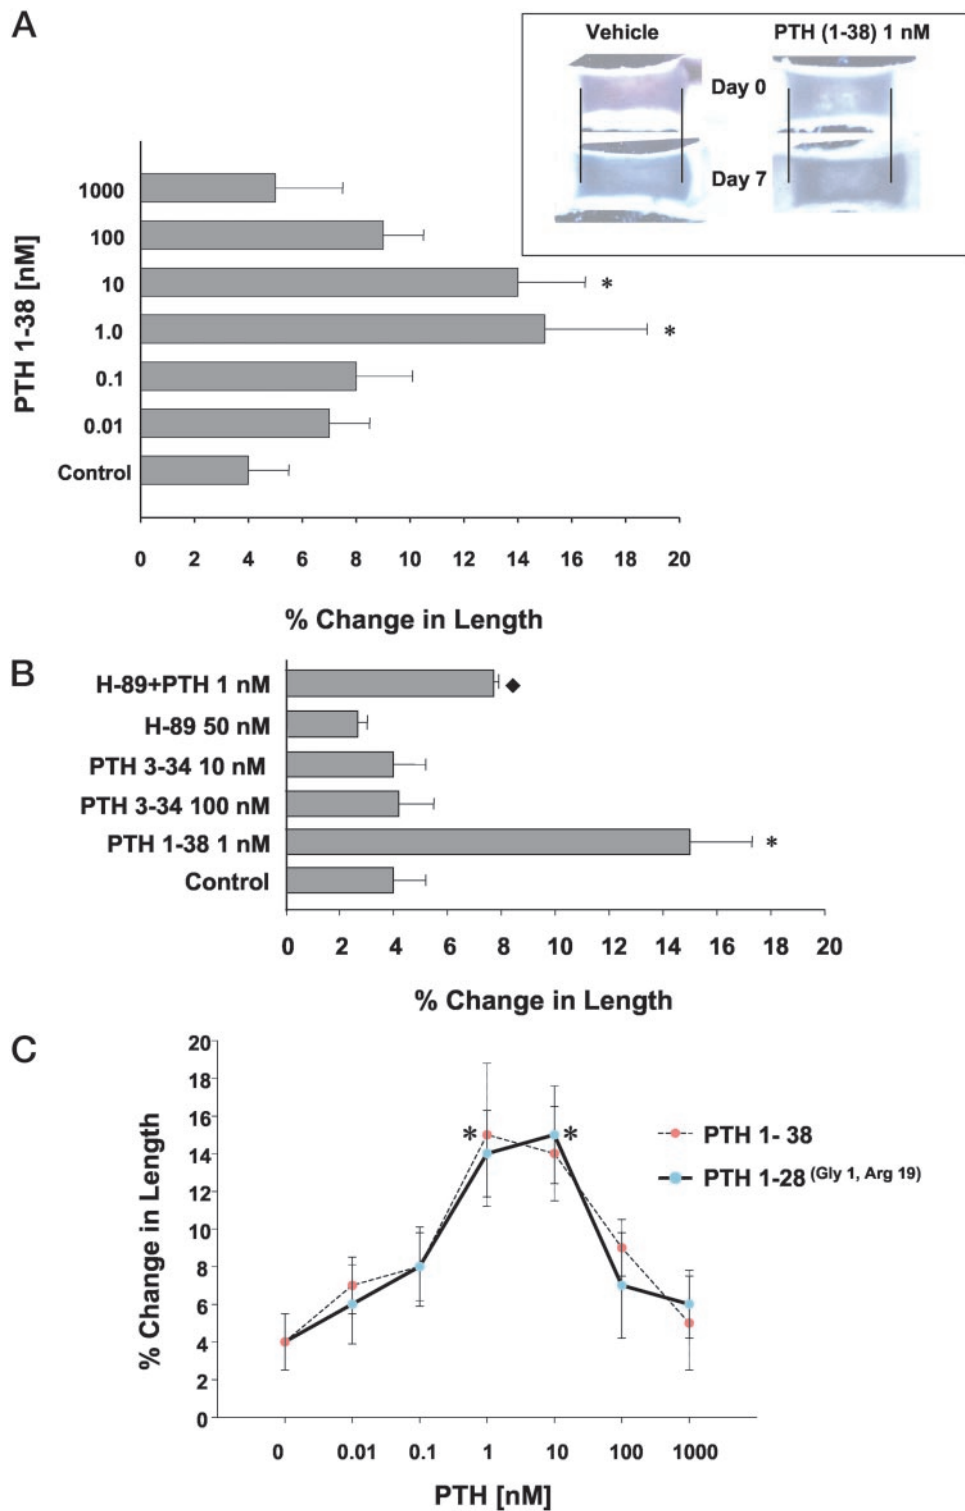 A
Vehicle PTH (1-38) 1 nM
Day 0
Day 7
PTH 1-38 [nM]
1000
100
10 *
1.0 *
0.1
0.01
Control
0 2 4 6 8 10 12 14 16 18 20
% Change in Length
B
H-89+PTH 1 nM ◆
H-89 50 nM
PTH 3-34 10 nM
PTH 3-34 100 nM
PTH 1-38 1 nM *
Control
0 2 4 6 8 10 12 14 16 18 20
% Change in Length
C
% Change in Length
20
18
16
14
12
10
8
6
4
2
0
* *
PTH 1- 38
PTH 1-28 (Gly 1, Arg 19)
0 0.01 0.1 1 10 100 1000
PTH [nM]